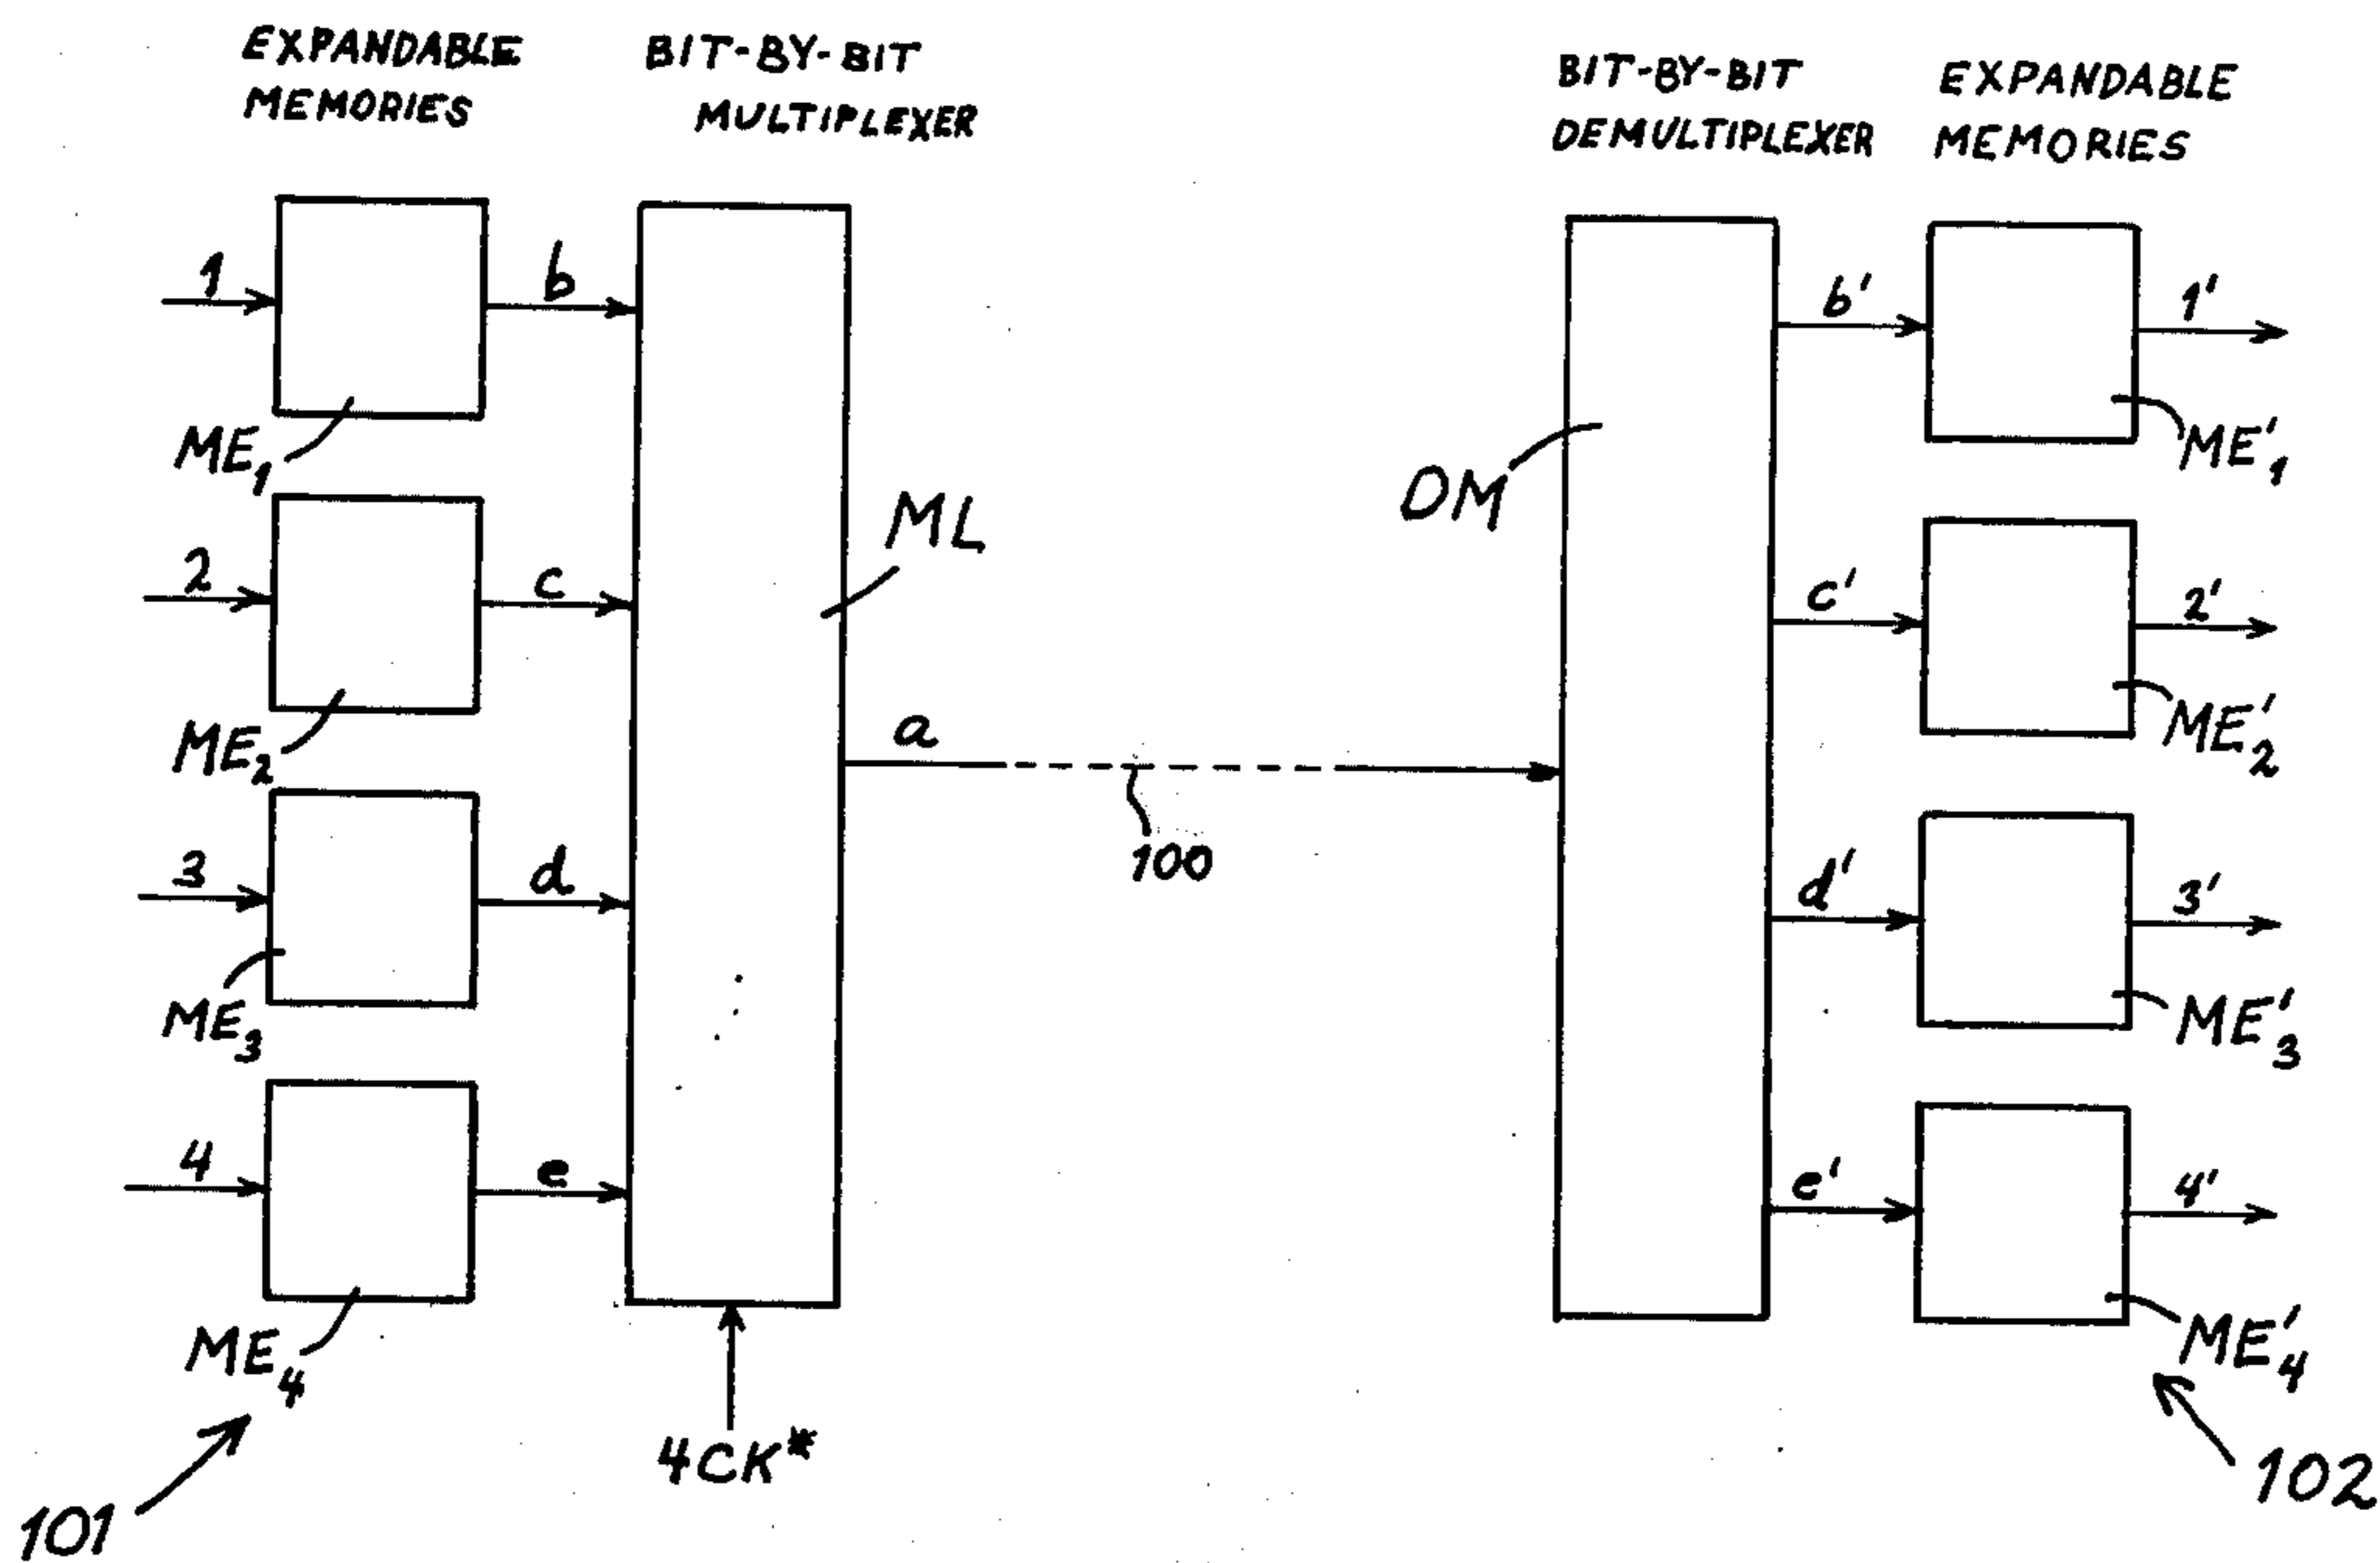 EXPANDABLE
MEMORIES
BIT-BY-BIT
MULTIPLEXER
BIT-BY-BIT
DEMULTIPLEXER
EXPANDABLE
MEMORIES
1
b
ME1
2
c
ME2
3
d
ME3
4
e
ME4
101
ML
4CK*
a
100
DM
b'
1'
ME'1
c'
2'
ME'2
d'
3'
ME'3
e'
4'
ME'4
102